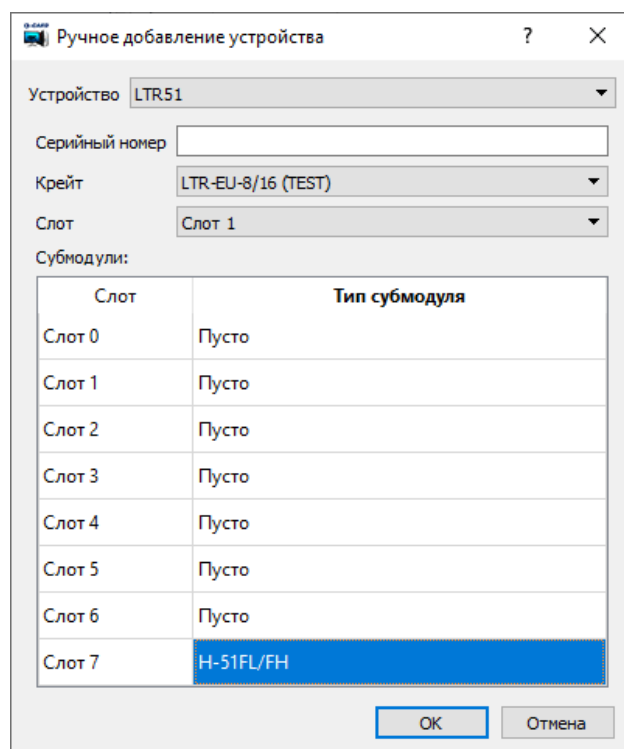 Ручное добавление устройства ?
Устройство LTR51
Серийный номер
Крейт LTR-EU-8/16 (TEST)
Слот Слот 1
Субмодули:
Слот Тип субмодуля
Слот 0 Пусто
Слот 1 Пусто
Слот 2 Пусто
Слот 3 Пусто
Слот 4 Пусто
Слот 5 Пусто
Слот 6 Пусто
Слот 7 H-51FL/FH
OK Отмена